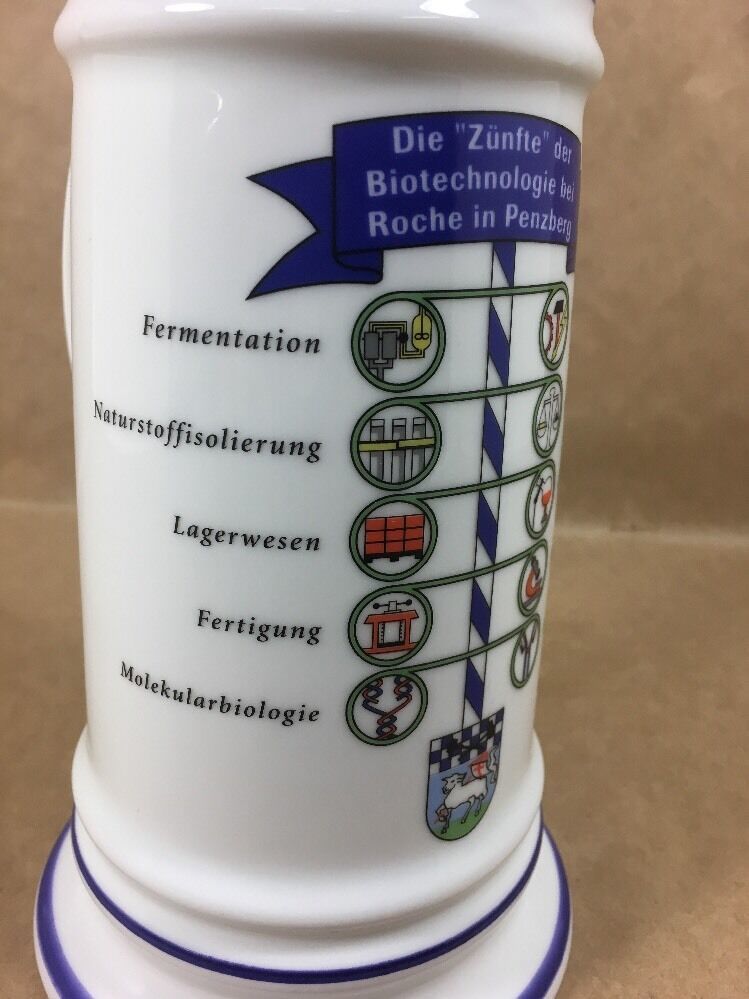 Die "Zünfte" der
Biotechnologie bei
Roche in Penzberg
Fermentation
Naturstoffisolierung
Lagerwesen
Fertigung
Molekularbiologie